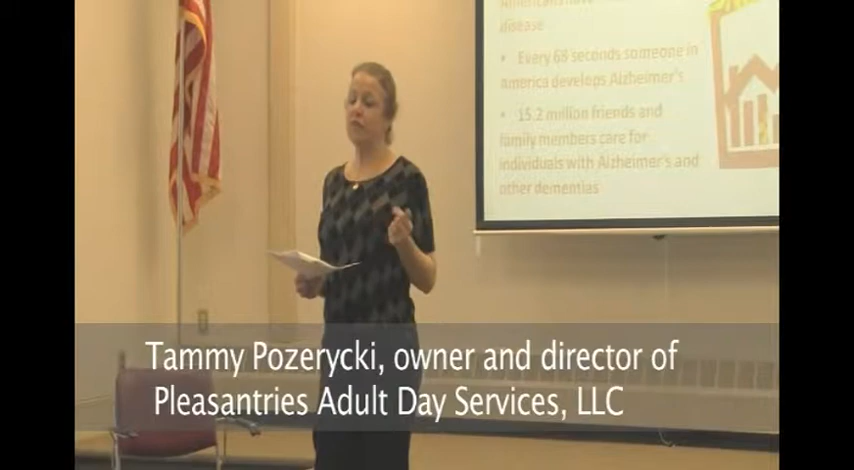 disease
• Every 68 seconds someone in
America develops Alzheimer's
• 15.2 million friends and
family members care for
individuals with Alzheimer's and
other dementias
Tammy Pozerycki, owner and director of
Pleasantries Adult Day Services, LLC